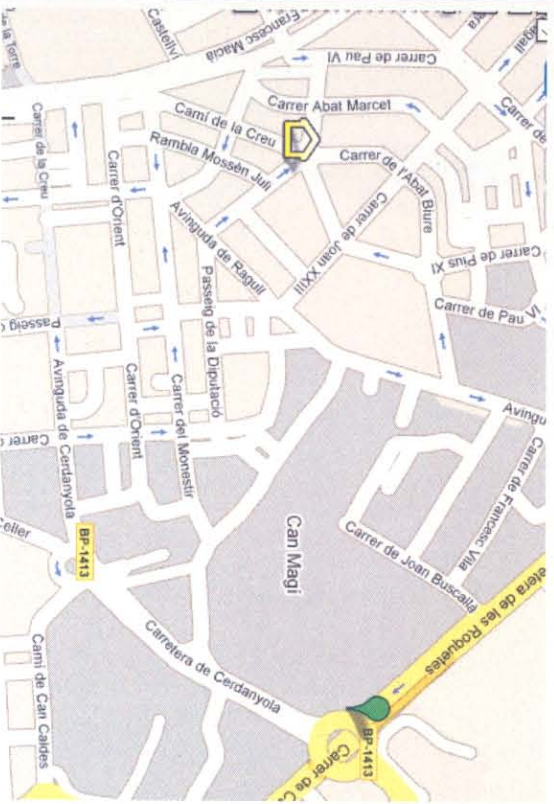 de la Torre
Castellví
Francesc Macià
Carrer de Pau VI
Carrer de
Carrer Abat Marcet
Camí de la Creu
Rambla Mossèn Julí
Carrer de l'Abat Biure
Carrer de la Creu
Carrer d'Orient
Avinguda de Ragull
Carrer de Joan XXIII
Carrer de Pius XI
Passeig de la Diputació
Carrer de Pau VI
Passeig
Avinguda de Cerdanyola
Carrer d'Orient
Carrer del Monestir
Avingu
Carrer
Carrer de Francesc Vila
Can Magi
Carrer de Joan Buscalla
BP-1413
etera de les Roquetes
Carretera de Cerdanyola
Camí de Can Caldes
BP-1413
Carrer de C